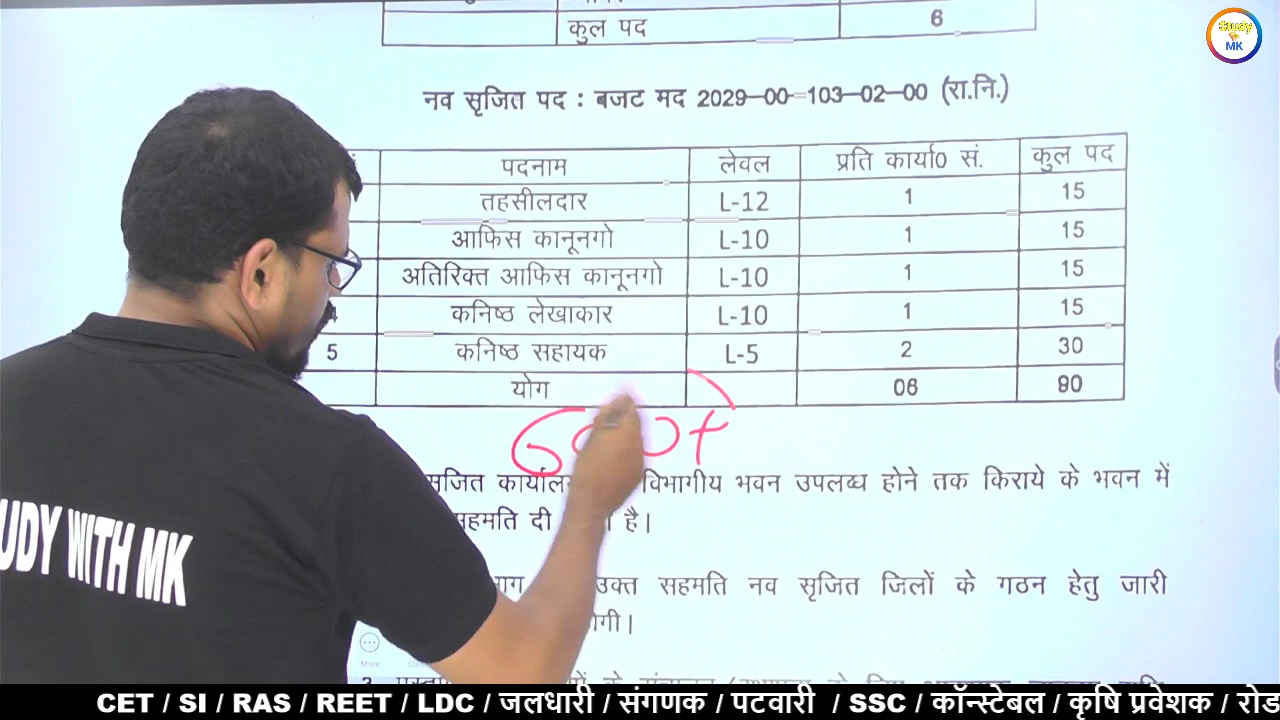 कुल पद 6
Study
MK
नव सृजित पद : बजट मद 2029-00-103-02-00 (रा.नि.)
पदनाम लेवल प्रति कार्या0 सं. कुल पद
तहसीलदार L-12 1 15
आफिस कानूनगो L-10 1 15
अतिरिक्त आफिस कानूनगो L-10 1 15
कनिष्ठ लेखाकार L-10 1 15
5 कनिष्ठ सहायक L-5 2 30
योग 06 90
सृजित विभागीय भवन उपलब्ध होने तक किराये के भवन में
सहमति दी है।
उक्त सहमति नव सृजित जिलों के गठन हेतु जारी
UDY WITH MK
More
CET / SI / RAS / REET / LDC / जलधारी / संगणक / पटवारी / SSC / कॉन्स्टेबल / कृषि प्रवेशक / रोड